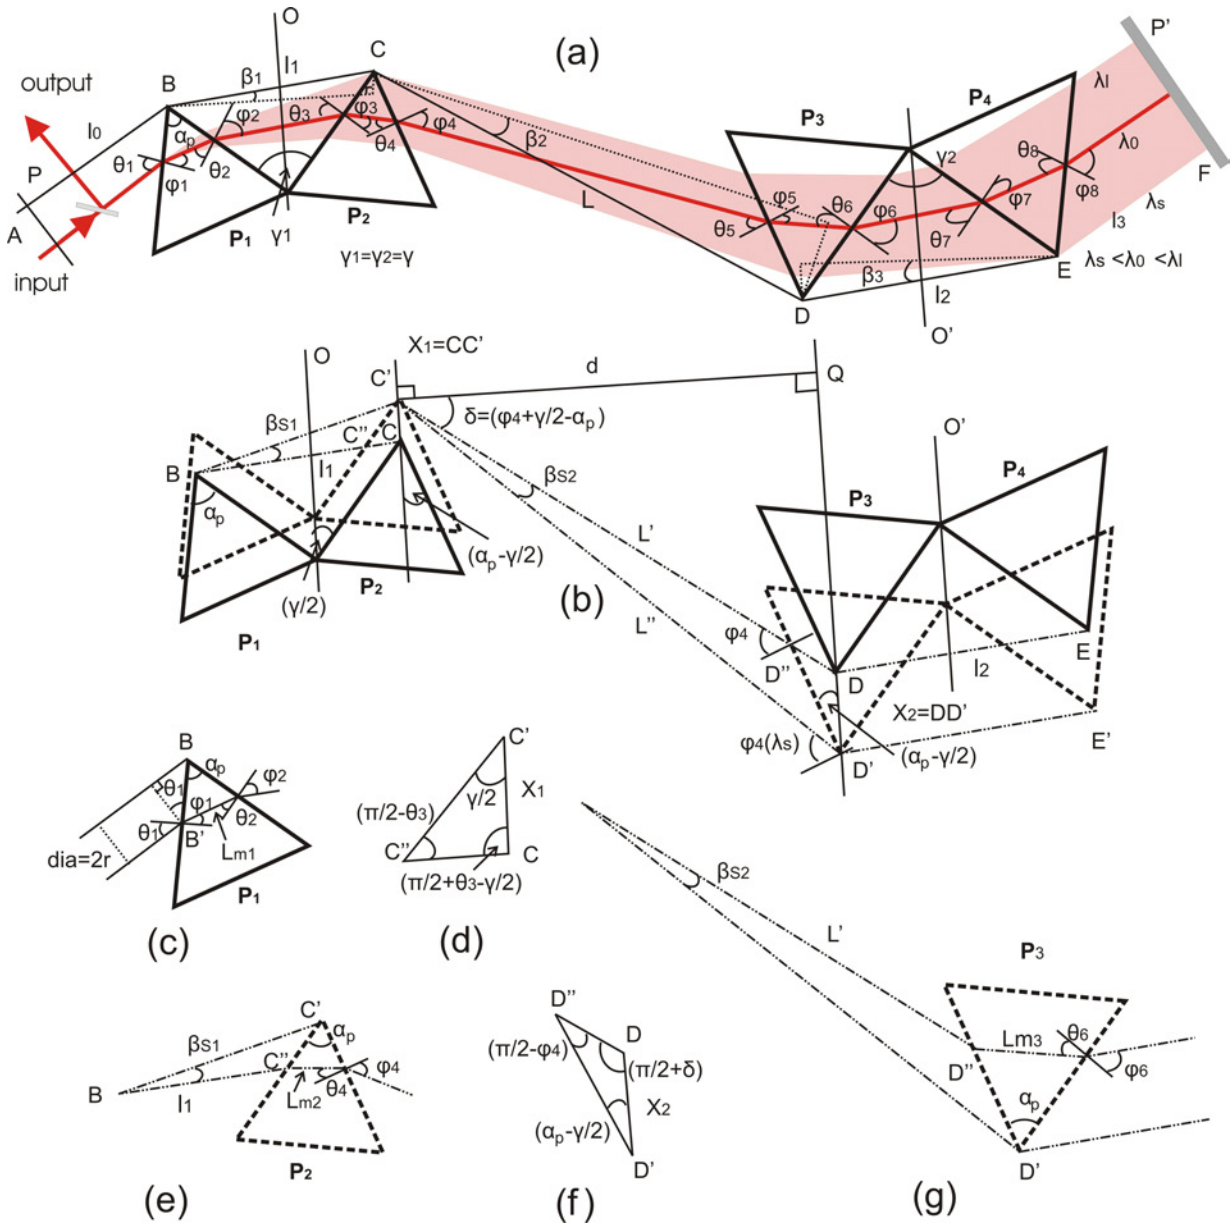 (a)
output
input
A
P
l₀
B
O
l₁
β₁
C
αp
θ₁
φ₁
θ₂
φ₂
θ₃
φ₃
θ₄
φ₄
P₁
γ₁
P₂
γ₁=γ₂=γ
β₂
L
P₃
P₄
φ₅
θ₅
θ₆
φ₆
γ₂
φ₇
θ₇
θ₈
φ₈
D
β₃
l₂
O'
E
l₃
λl
λ₀
λs
P'
F
λs <λ₀ <λl
(b)
O
X₁=CC'
C'
C''
C
βS1
l₁
B
αp
(γ/2)
P₁
P₂
(αp-γ/2)
d
δ=(φ₄+γ/2-αp)
Q
βS2
L'
L''
φ₄
D''
D
φ₄(λs)
D'
X₂=DD'
(αp-γ/2)
P₃
P₄
O'
l₂
E
E'
(c)
B
αp
φ₂
θ₁
φ₁
θ₂
θ₁
B'
Lm1
dia=2r
P₁
(d)
C'
γ/2
X₁
(π/2-θ₃)
C''
C
(π/2+θ₃-γ/2)
(e)
C'
αp
βS1
C''
φ₄
θ₄
B
l₁
Lm2
P₂
(f)
D''
D
(π/2-φ₄)
(π/2+δ)
X₂
(αp-γ/2)
D'
(g)
βS2
L'
P₃
Lm3
θ₆
φ₆
D''
αp
D'